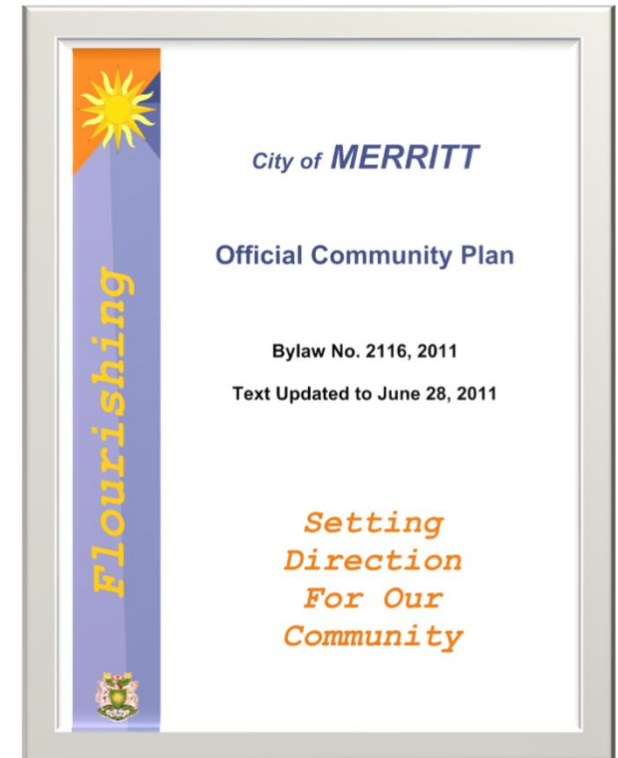 City of MERRITT
Official Community Plan
Bylaw No. 2116, 2011
Text Updated to June 28, 2011
Flourishing
Setting
Direction
For Our
Community